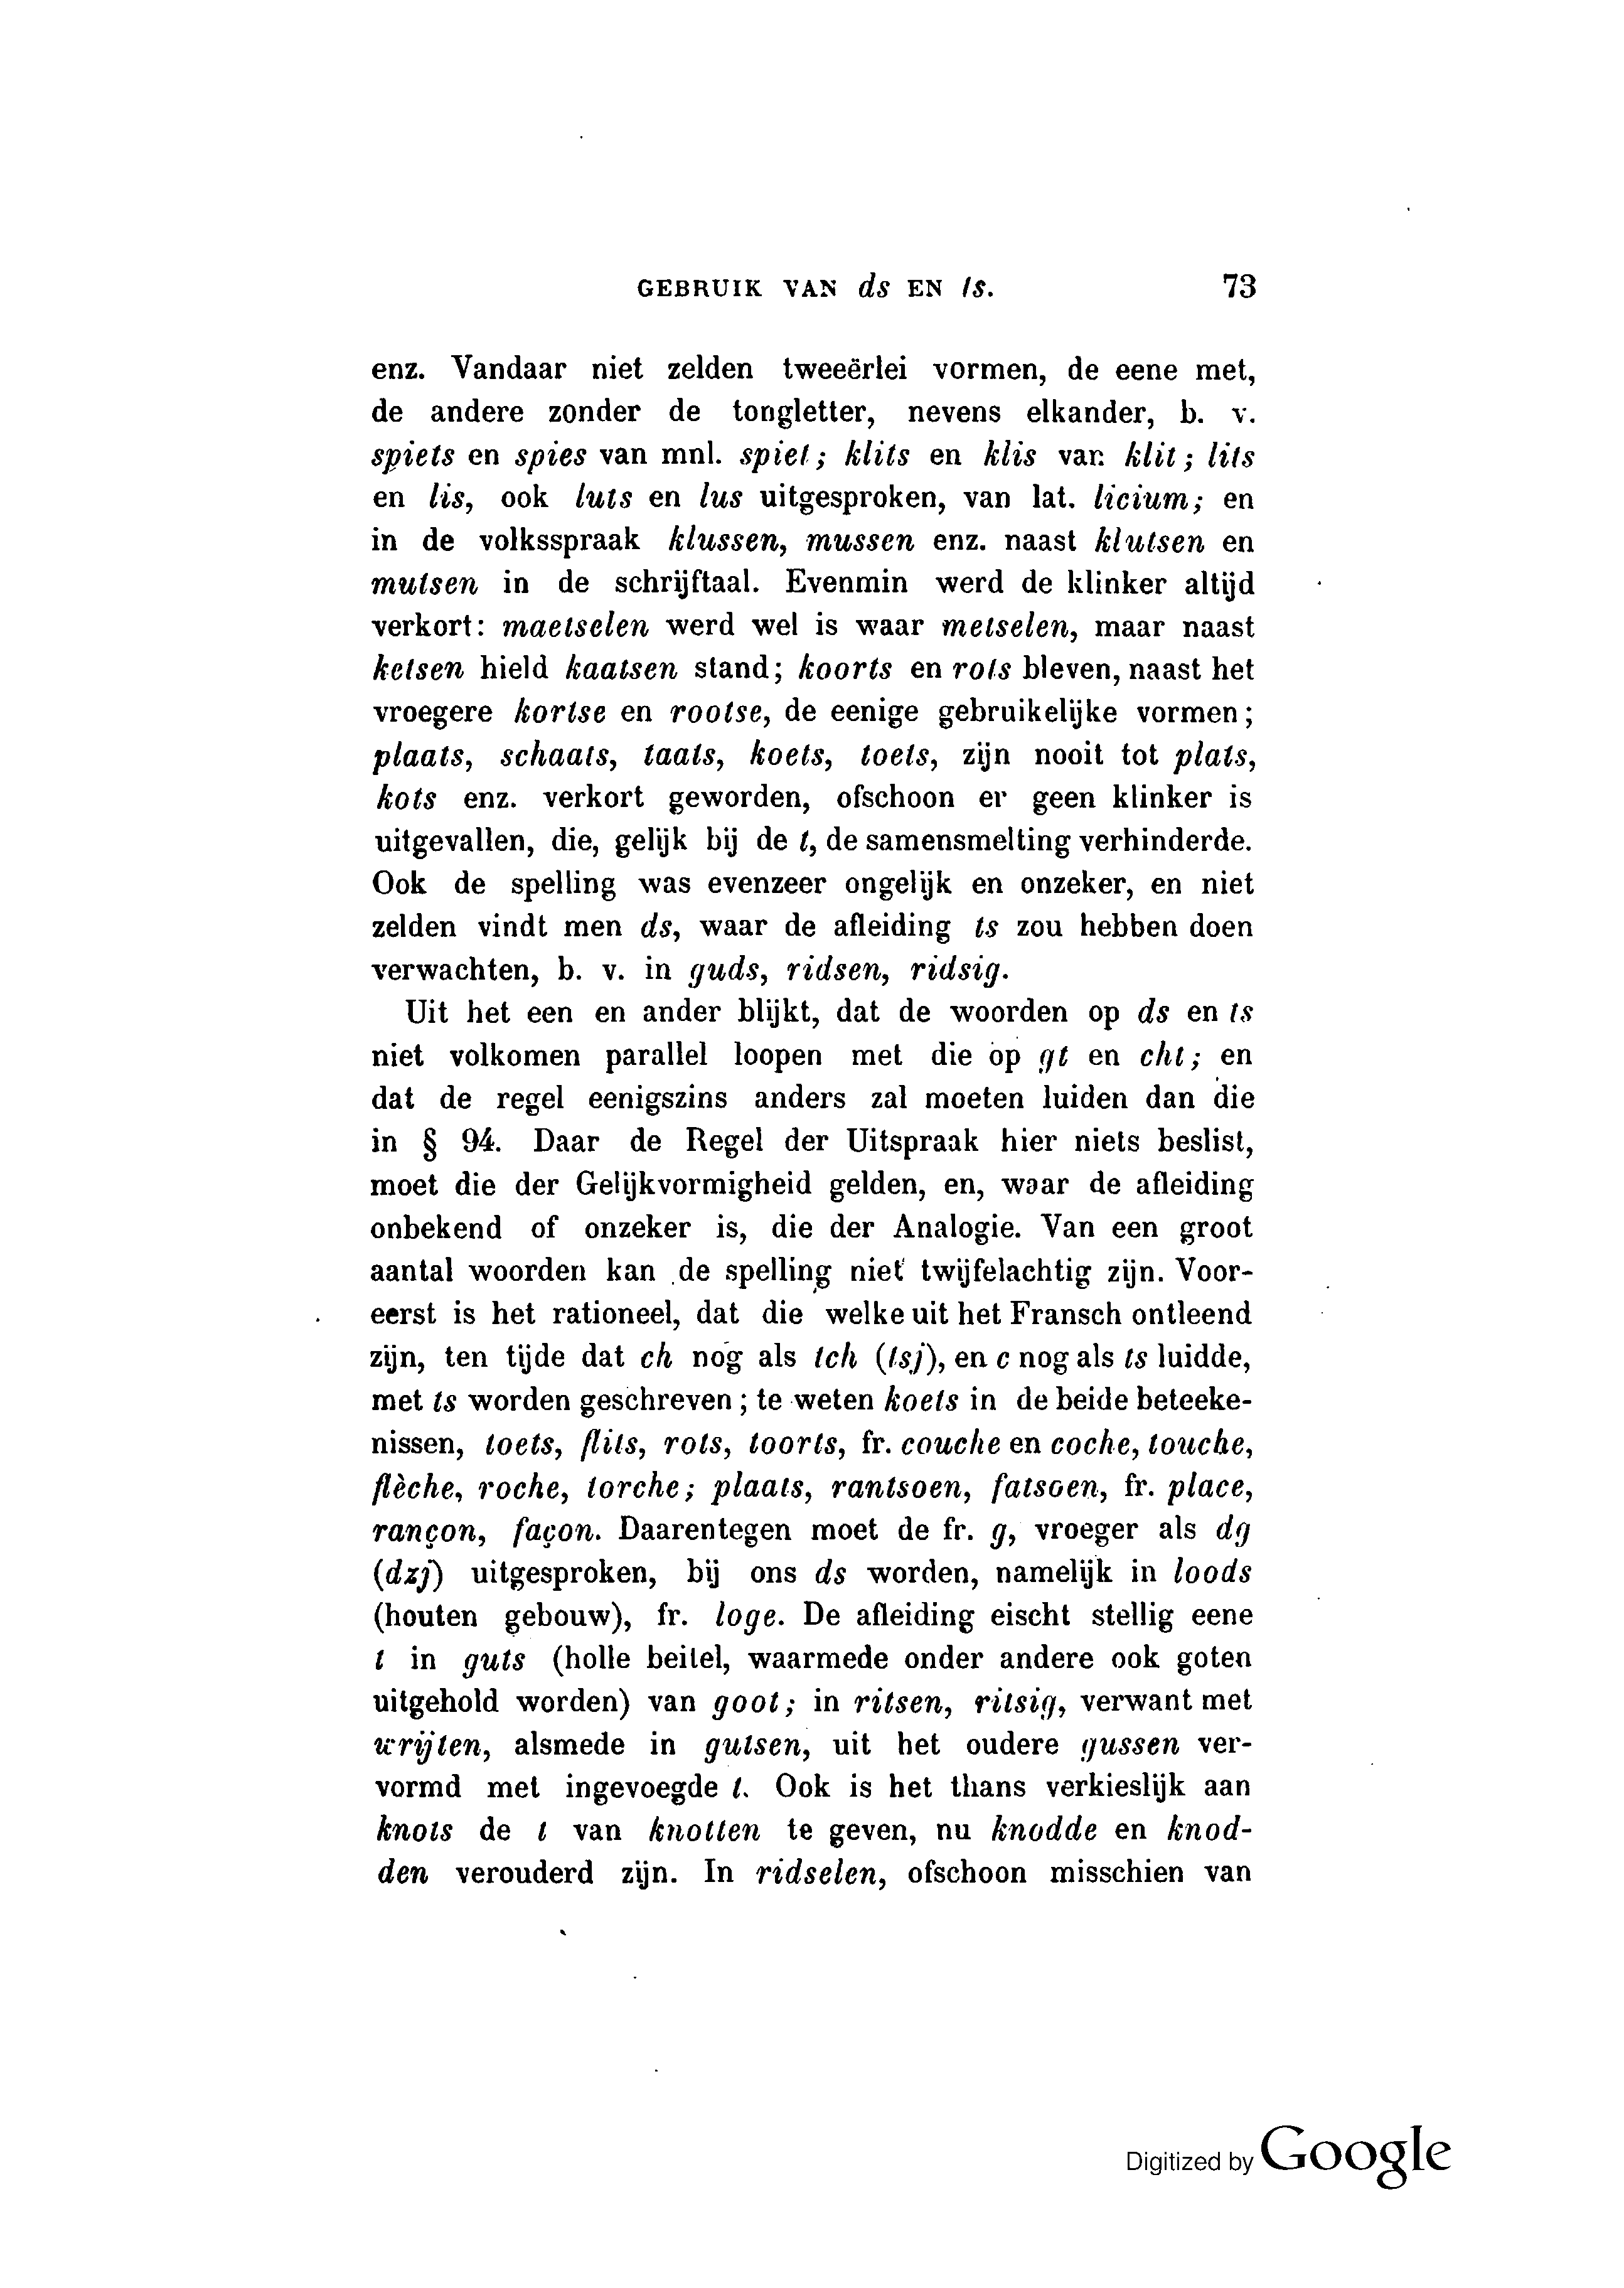 GEBRUIK VAN ds EN ts. 73
enz. Vandaar niet zelden tweeërlei vormen, de eene met,
de andere zonder de tongletter, nevens elkander, b. v.
spiets en spies van mnl. spiet; klits en klis van klit; lits
en lis, ook luts en lus uitgesproken, van lat. licium; en
in de volksspraak klussen, mussen enz. naast klutsen en
mutsen in de schrijftaal. Evenmin werd de klinker altijd
verkort: maetselen werd wel is waar metselen, maar naast
ketsen hield kaatsen stand; koorts en rots bleven, naast het
vroegere kortse en rootse, de eenige gebruikelijke vormen;
plaats, schaats, taats, koets, toets, zijn nooit tot plats,
kots enz. verkort geworden, ofschoon er geen klinker is
uitgevallen, die, gelijk bij de t, de samensmelting verhinderde.
Ook de spelling was evenzeer ongelijk en onzeker, en niet
zelden vindt men ds, waar de afleiding ts zou hebben doen
verwachten, b. v. in guds, ridsen, ridsig.
Uit het een en ander blijkt, dat de woorden op ds en ts
niet volkomen parallel loopen met die op gt en cht; en
dat de regel eenigszins anders zal moeten luiden dan die
in § 94. Daar de Regel der Uitspraak hier niets beslist,
moet die der Gelijkvormigheid gelden, en, waar de afleiding
onbekend of onzeker is, die der Analogie. Van een groot
aantal woorden kan de spelling niet twijfelachtig zijn. Voor-
eerst is het rationeel, dat die welke uit het Fransch ontleend
zijn, ten tijde dat ch nog als tch (tsj), en c nog als ts luidde,
met ts worden geschreven; te weten koets in de beide beteeke-
nissen, toets, flits, rots, toorts, fr. couche en coche, touche,
flèche, roche, torche; plaats, rantsoen, fatsoen, fr. place,
rançon, façon. Daarentegen moet de fr. g, vroeger als dg
(dzj) uitgesproken, bij ons ds worden, namelijk in loods
(houten gebouw), fr. loge. De afleiding eischt stellig eene
t in guts (holle beitel, waarmede onder andere ook goten
uitgehold worden) van goot; in ritsen, ritsig, verwant met
wrijten, alsmede in gutsen, uit het oudere gussen ver-
vormd met ingevoegde t. Ook is het thans verkieslijk aan
knots de t van knotten te geven, nu knodde en knod-
den verouderd zijn. In ridselen, ofschoon misschien van
Digitized by Google